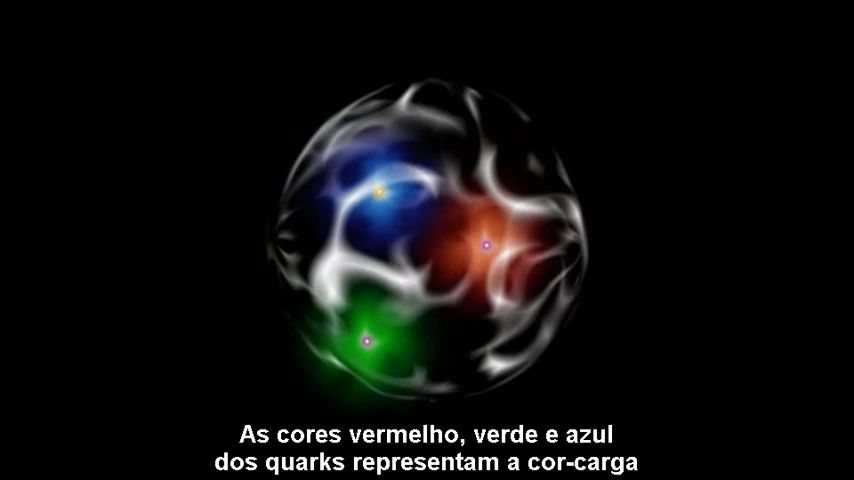 As cores vermelho, verde e azul
dos quarks representam a cor-carga